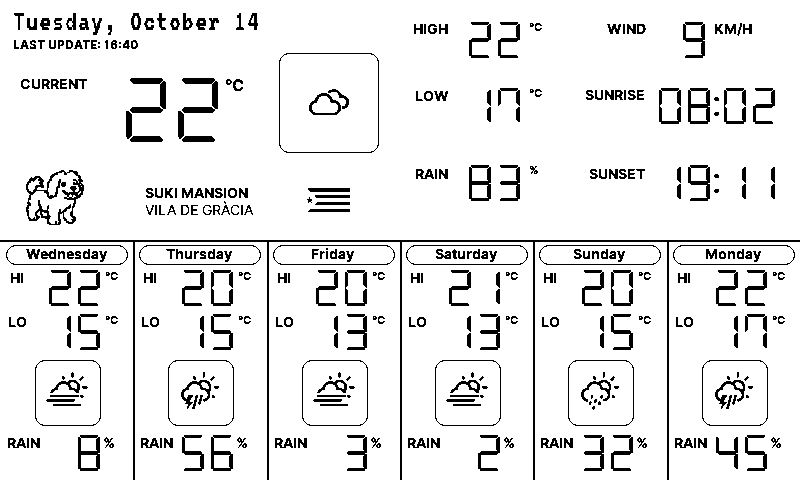 Tuesday, October 14
LAST UPDATE: 16:40
CURRENT 22 °C
SUKI MANSION
VILA DE GRÀCIA
HIGH 22 °C
LOW 17 °C
RAIN 83 %
WIND 9 KM/H
SUNRISE 08:02
SUNSET 19:11
Wednesday
HI 22 °C
LO 15 °C
RAIN 8 %
Thursday
HI 20 °C
LO 15 °C
RAIN 56 %
Friday
HI 20 °C
LO 13 °C
RAIN 3 %
Saturday
HI 21 °C
LO 13 °C
RAIN 2 %
Sunday
HI 20 °C
LO 15 °C
RAIN 32 %
Monday
HI 22 °C
LO 17 °C
RAIN 45 %